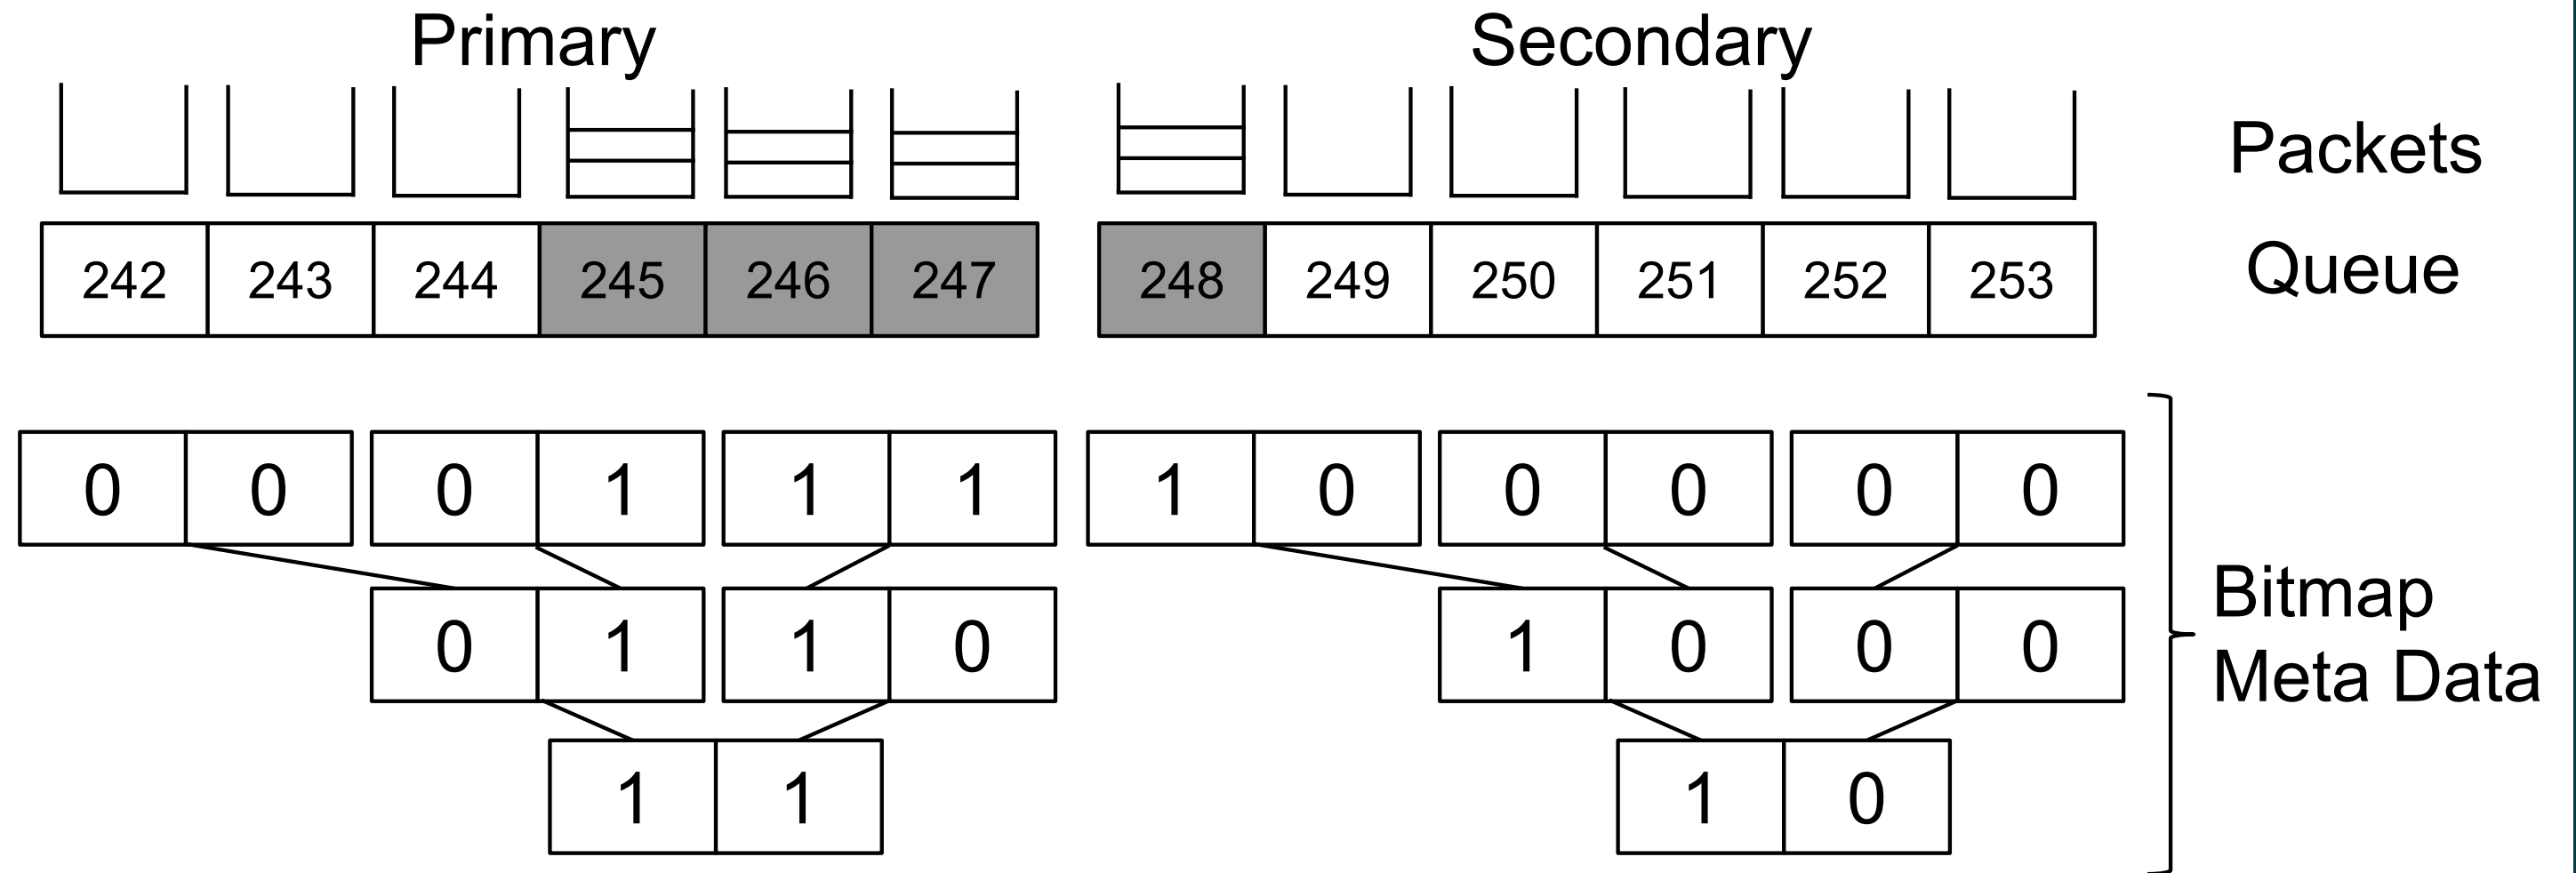 Primary Secondary
Packets
242 243 244 245 246 247 248 249 250 251 252 253 Queue
0 0 0 1 1 1 1 0 0 0 0 0
0 1 1 0 1 0 0 0
1 1 1 0
Bitmap
Meta Data